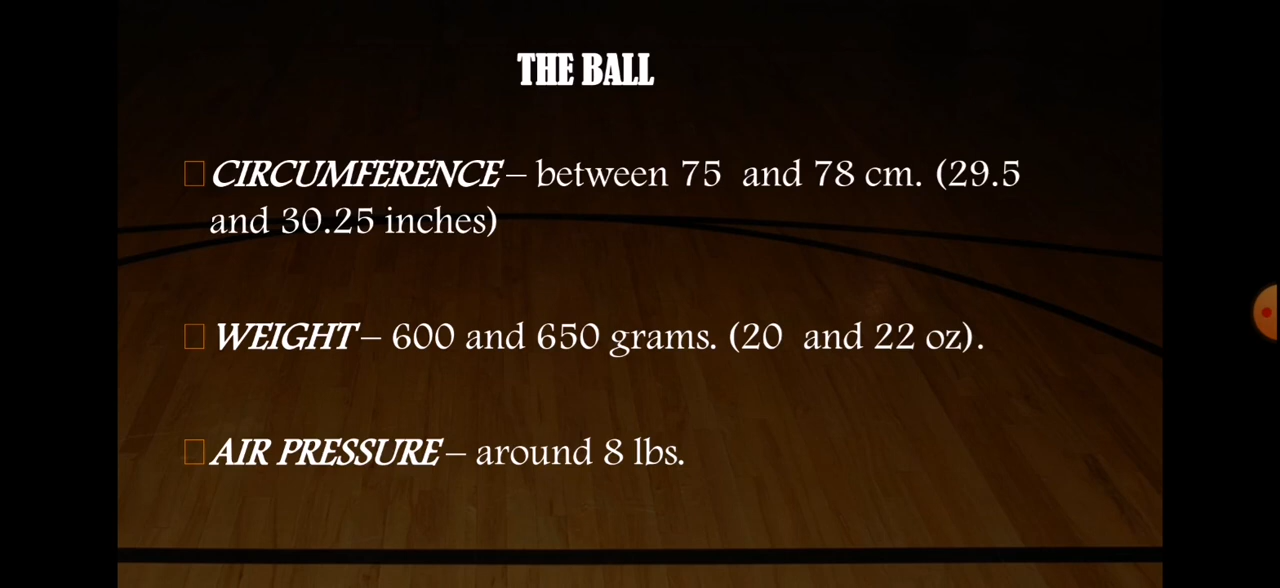 THE BALL
CIRCUMFERENCE – between 75 and 78 cm. (29.5
and 30.25 inches)
WEIGHT – 600 and 650 grams. (20 and 22 oz).
AIR PRESSURE – around 8 lbs.